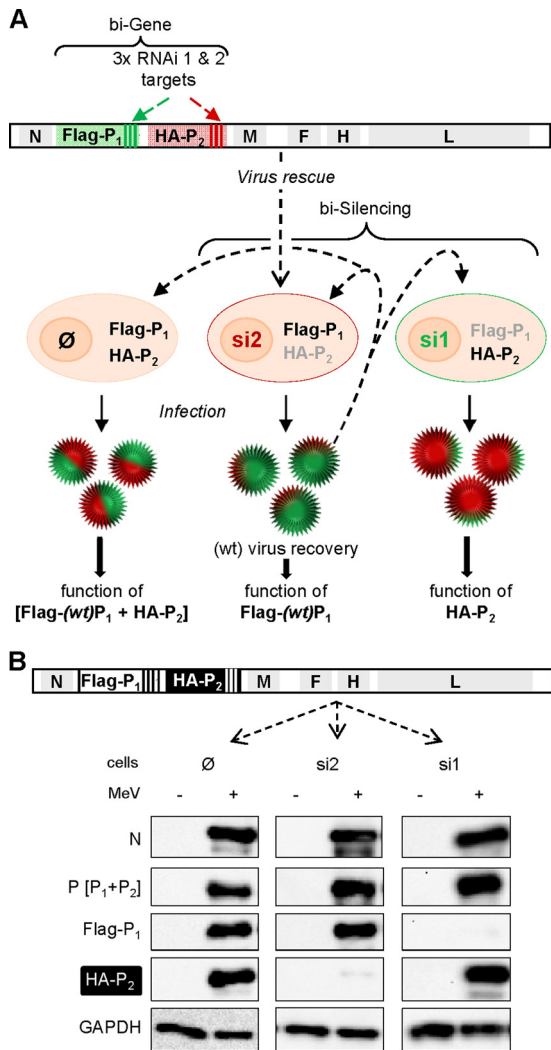 A
bi-Gene
3x RNAi 1 & 2
targets
N Flag-P1 HA-P2 M F H L
Virus rescue
bi-Silencing
Ø Flag-P1 HA-P2
si2 Flag-P1 HA-P2
si1 Flag-P1 HA-P2
Infection
(wt) virus recovery
function of
[Flag-(wt)P1 + HA-P2]
function of
Flag-(wt)P1
function of
HA-P2
B
N Flag-P1 HA-P2 M F H L
cells Ø si2 si1
MeV - + - + - +
N
P [P1+P2]
Flag-P1
HA-P2
GAPDH